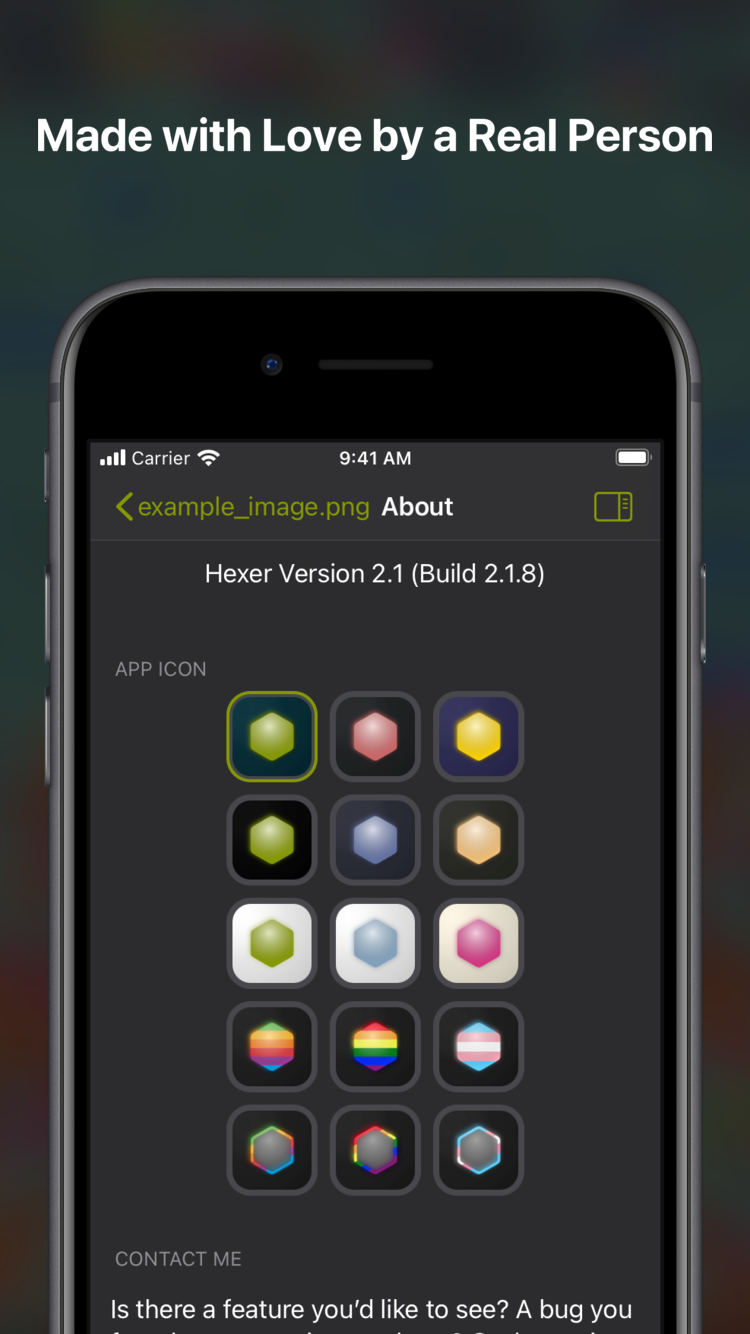 Made with Love by a Real Person
Carrier
9:41 AM
example_image.png
About
Hexer Version 2.1 (Build 2.1.8)
APP ICON
CONTACT ME
Is there a feature you’d like to see? A bug you